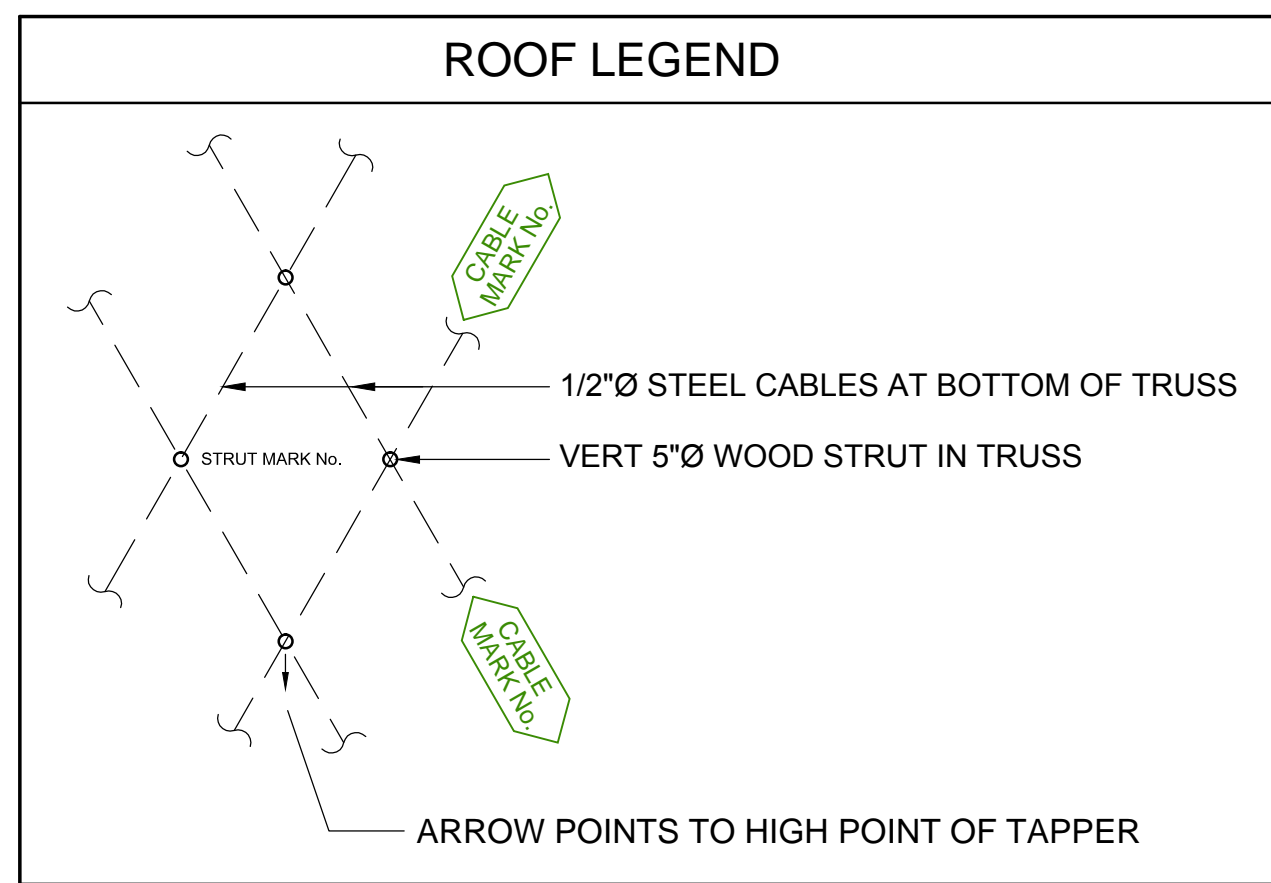 ROOF LEGEND
CABLE
MARK No.
1/2"Ø STEEL CABLES AT BOTTOM OF TRUSS
STRUT MARK No.
VERT 5"Ø WOOD STRUT IN TRUSS
CABLE
MARK No.
ARROW POINTS TO HIGH POINT OF TAPPER